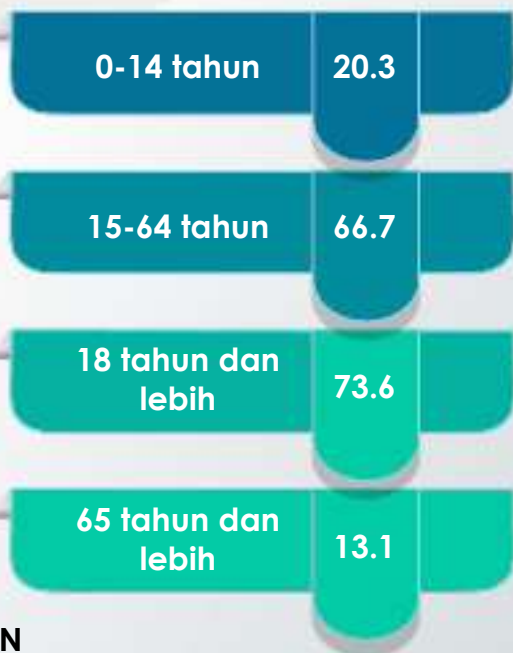 0-14 tahun 20.3
15-64 tahun 66.7
18 tahun dan
lebih
73.6
65 tahun dan
lebih
13.1
N